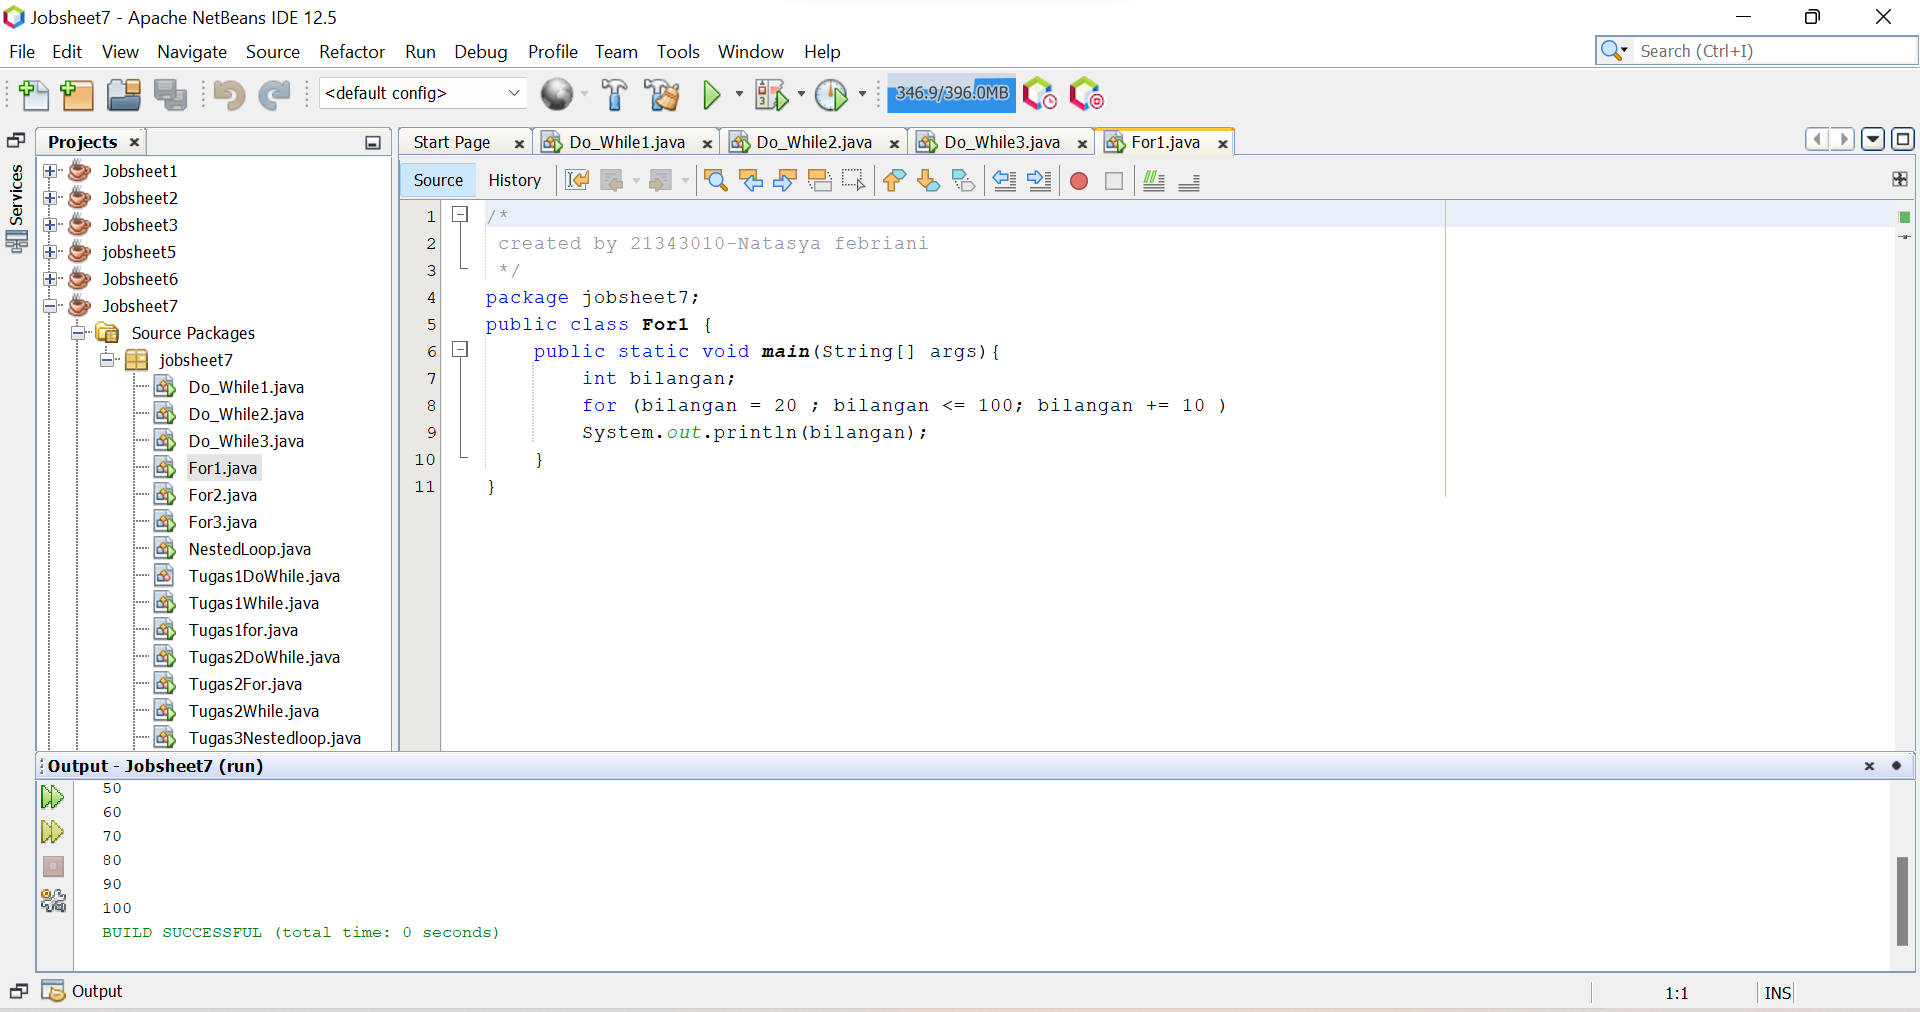 Jobsheet7 - Apache NetBeans IDE 12.5
File Edit View Navigate Source Refactor Run Debug Profile Team Tools Window Help
Search (Ctrl+I)
<default config>
346.9/396.0MB
Services
Projects
Jobsheet1
Jobsheet2
Jobsheet3
jobsheet5
Jobsheet6
Jobsheet7
Source Packages
jobsheet7
Do_While1.java
Do_While2.java
Do_While3.java
For1.java
For2.java
For3.java
NestedLoop.java
Tugas1DoWhile.java
Tugas1While.java
Tugas1for.java
Tugas2DoWhile.java
Tugas2For.java
Tugas2While.java
Tugas3Nestedloop.java
Start Page Do_While1.java Do_While2.java Do_While3.java For1.java
Source History
1 /*
2 created by 21343010-Natasya febriani
3 */
4 package jobsheet7;
5 public class For1 {
6 public static void main(String[] args){
7 int bilangan;
8 for (bilangan = 20 ; bilangan <= 100; bilangan += 10 )
9 System.out.println(bilangan);
10 }
11 }
Output - Jobsheet7 (run)
50
60
70
80
90
100
BUILD SUCCESSFUL (total time: 0 seconds)
Output
1:1 INS